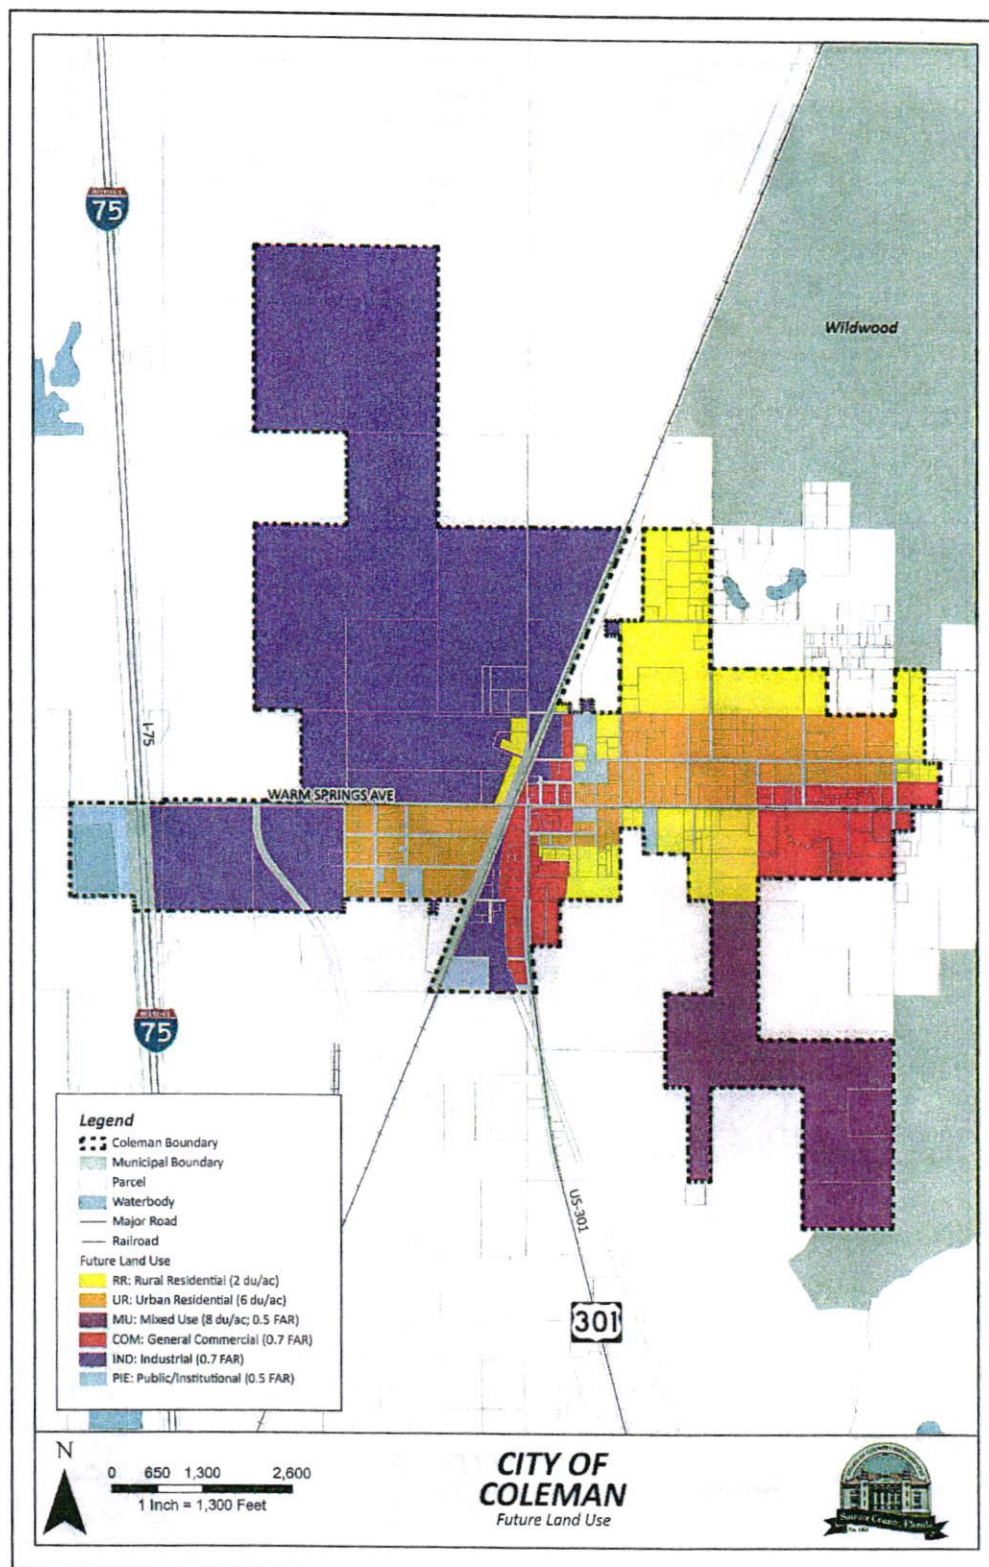 INTERSTATE
75
Wildwood
I-75
WARM SPRINGS AVE
75
US-301
301
Legend
Coleman Boundary
Municipal Boundary
Parcel
Waterbody
Major Road
Railroad
Future Land Use
RR: Rural Residential (2 du/ac)
UR: Urban Residential (6 du/ac)
MU: Mixed Use (8 du/ac; 0.5 FAR)
COM: General Commercial (0.7 FAR)
IND: Industrial (0.7 FAR)
PIE: Public/Institutional (0.5 FAR)
N
0 650 1,300 2,600
1 Inch = 1,300 Feet
CITY OF
COLEMAN
Future Land Use
Sumter County, Florida